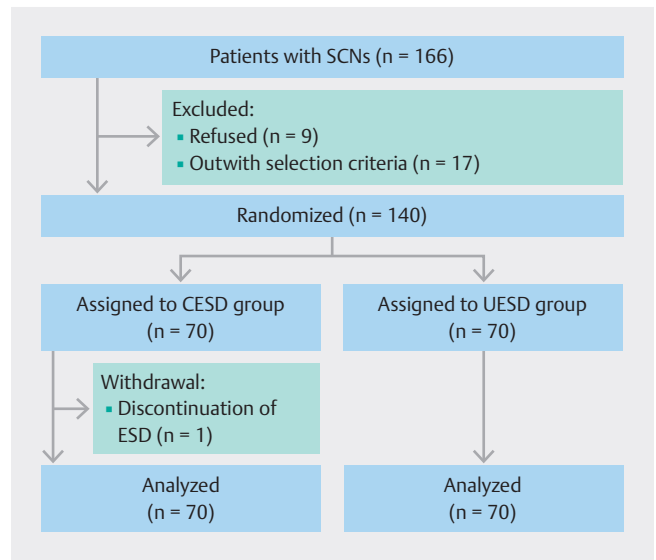 Patients with SCNs (n = 166)
Excluded:
▪ Refused (n = 9)
▪ Outwith selection criteria (n = 17)
Randomized (n = 140)
Assigned to CESD group
(n = 70)
Assigned to UESD group
(n = 70)
Withdrawal:
▪ Discontinuation of
ESD (n = 1)
Analyzed
(n = 70)
Analyzed
(n = 70)